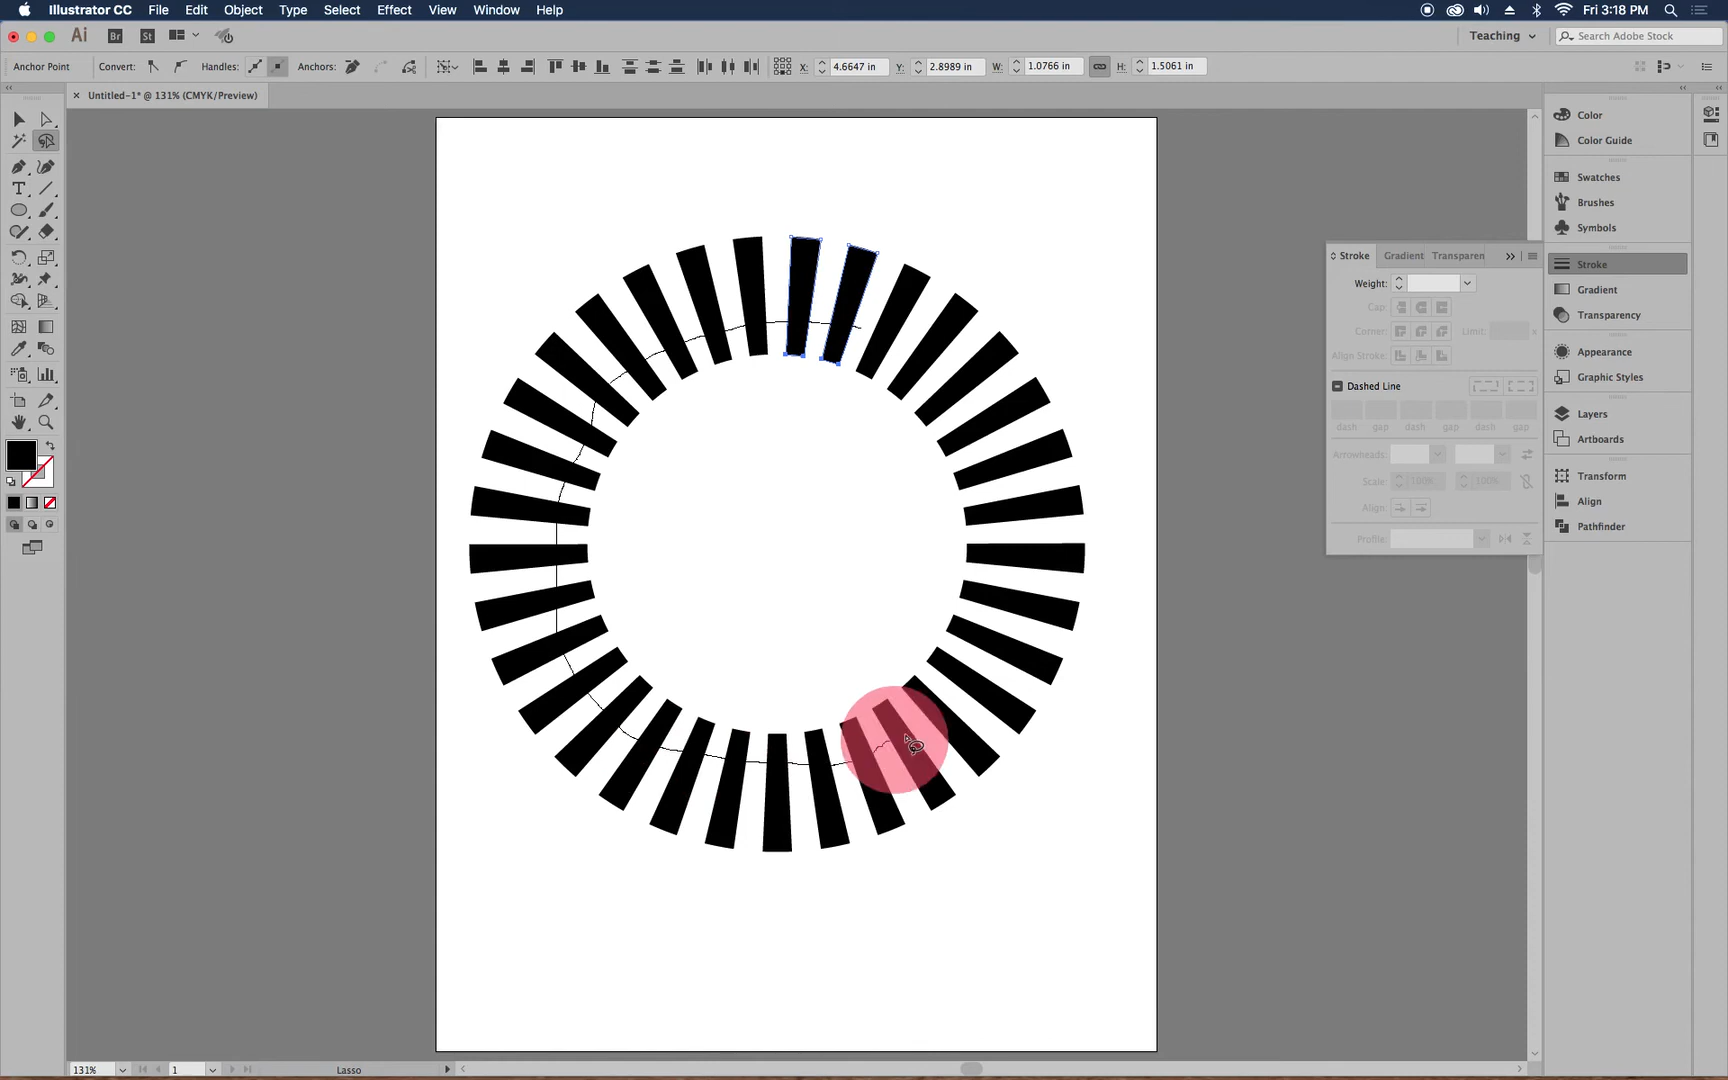 Illustrator CC File Edit Object Type Select Effect View Window Help Fri 3:18 PM
Ai Br St Teaching Search Adobe Stock
Anchor Point Convert: Handles: Anchors: X: 4.6647 in Y: 2.8989 in W: 1.0766 in H: 1.5061 in
Untitled-1* @ 131% (CMYK/Preview)
Color
Color Guide
Swatches
Brushes
Symbols
Stroke
Gradient
Transparency
Appearance
Graphic Styles
Layers
Artboards
Transform
Align
Pathfinder
Stroke Gradient Transparen
Weight:
Cap:
Corner: Limit: x
Align Stroke:
Dashed Line
dash gap dash gap dash gap
Arrowheads:
Scale: 100% 100%
Align:
Profile:
131% 1 Lasso